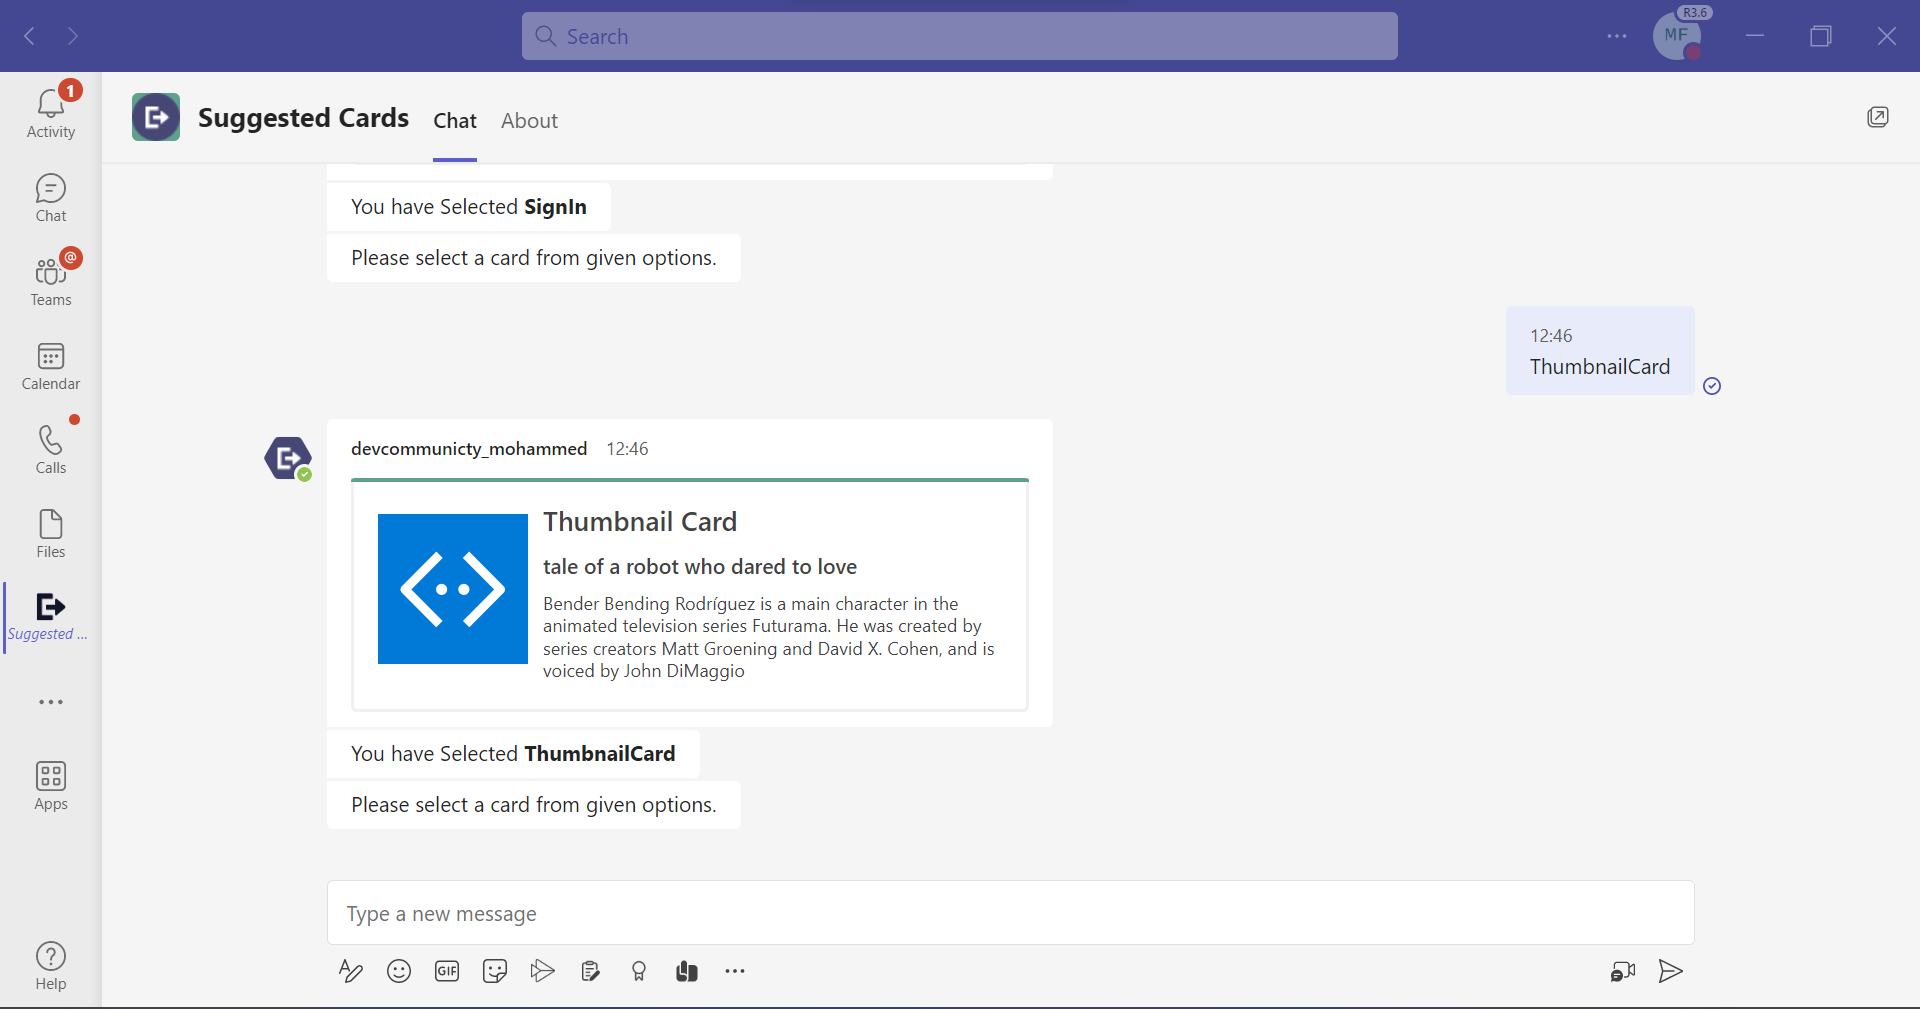 Search
R3.6
MF
1
Activity
Chat
@
Teams
Calendar
Calls
Files
Suggested ...
Apps
Help
Suggested Cards
Chat
About
You have Selected SignIn
Please select a card from given options.
12:46
ThumbnailCard
devcommunicty_mohammed 12:46
Thumbnail Card
tale of a robot who dared to love
Bender Bending Rodríguez is a main character in the
animated television series Futurama. He was created by
series creators Matt Groening and David X. Cohen, and is
voiced by John DiMaggio
You have Selected ThumbnailCard
Please select a card from given options.
Type a new message
GIF